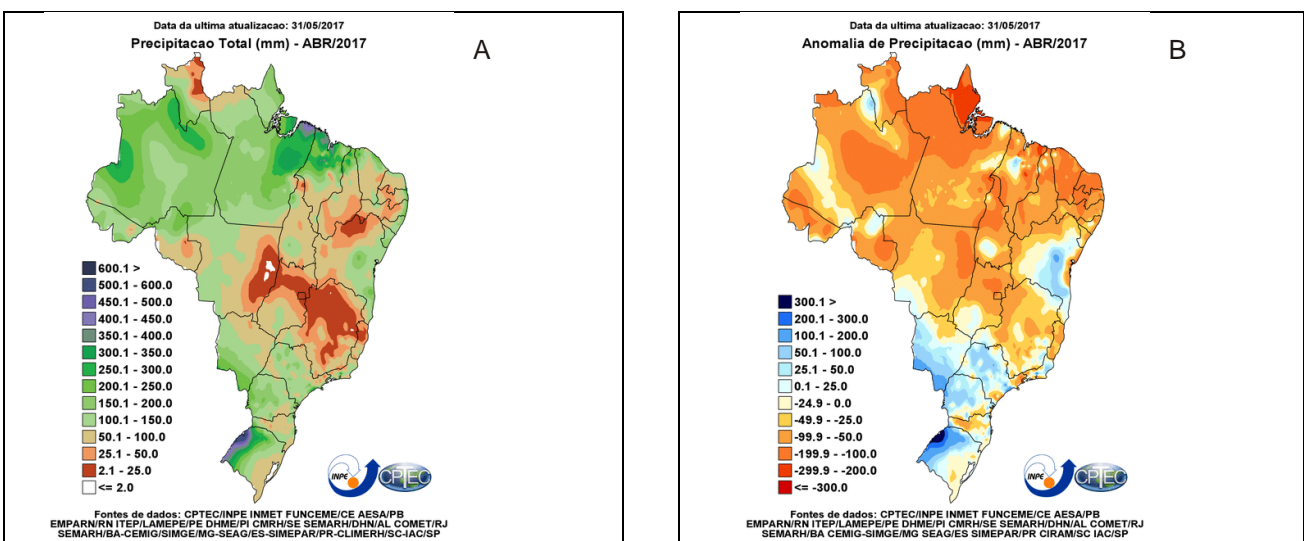 Data da ultima atualizacao: 31/05/2017
Precipitacao Total (mm) - ABR/2017
A
600.1 >
500.1 - 600.0
450.1 - 500.0
400.1 - 450.0
350.1 - 400.0
300.1 - 350.0
250.1 - 300.0
200.1 - 250.0
150.1 - 200.0
100.1 - 150.0
50.1 - 100.0
25.1 - 50.0
2.1 - 25.0
<= 2.0
INPE
CPTEC
Fontes de dados: CPTEC/INPE INMET FUNCEME/CE AESA/PB
EMPARN/RN ITEP/LAMEPE/PE DHME/PI CMRH/SE SEMARH/DHN/AL COMET/RJ
SEMARH/BA-CEMIG/SIMGE/MG-SEAG/ES-SIMEPAR/PR-CLIMERH/SC-IAC/SP
Data da ultima atualizacao: 31/05/2017
Anomalia de Precipitacao (mm) - ABR/2017
B
300.1 >
200.1 - 300.0
100.1 - 200.0
50.1 - 100.0
25.1 - 50.0
0.1 - 25.0
-24.9 - 0.0
-49.9 - -25.0
-99.9 - -50.0
-199.9 - -100.0
-299.9 - -200.0
<= -300.0
INPE
CPTEC
Fontes de dados: CPTEC/INPE INMET FUNCEME/CE AESA/PB
EMPARN/RN ITEP/LAMEPE/PE DHME/PI CMRH/SE SEMARH/DHN/AL COMET/RJ
SEMARH/BA CEMIG-SIMGE/MG SEAG/ES SIMEPAR/PR CIRAM/SC IAC/SP